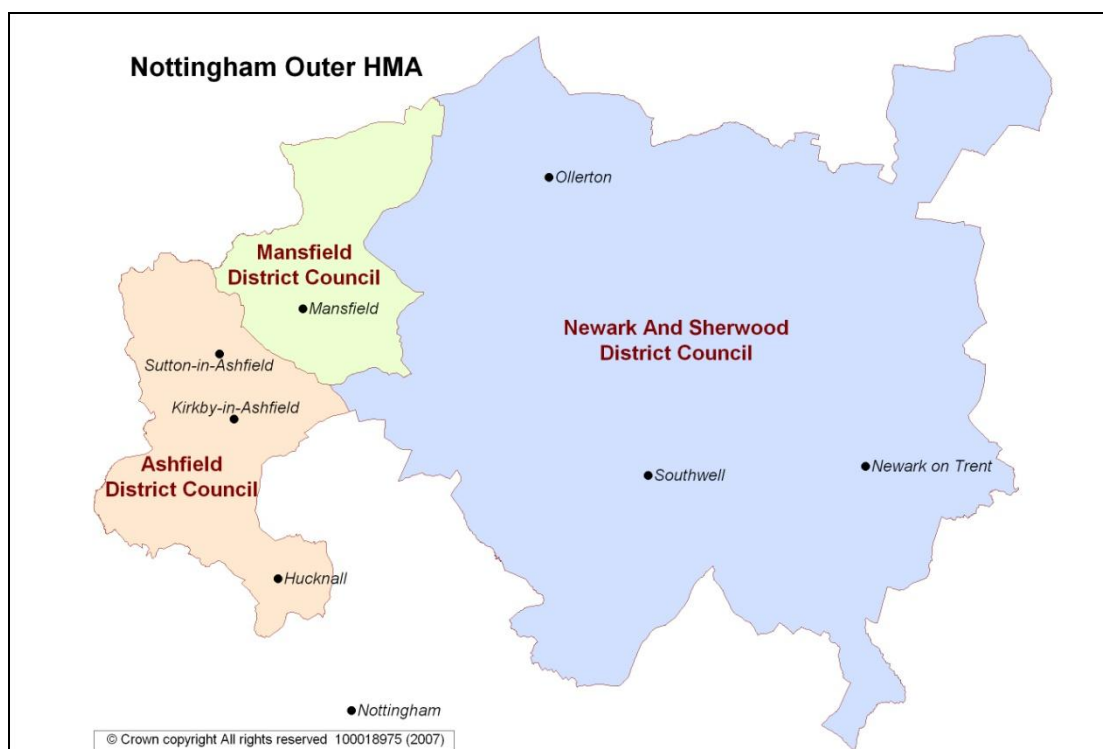 Nottingham Outer HMA
Ollerton
Mansfield
District Council
Mansfield
Newark And Sherwood
District Council
Sutton-in-Ashfield
Kirkby-in-Ashfield
Ashfield
District Council
Southwell
Newark on Trent
Hucknall
Nottingham
© Crown copyright All rights reserved 100018975 (2007)